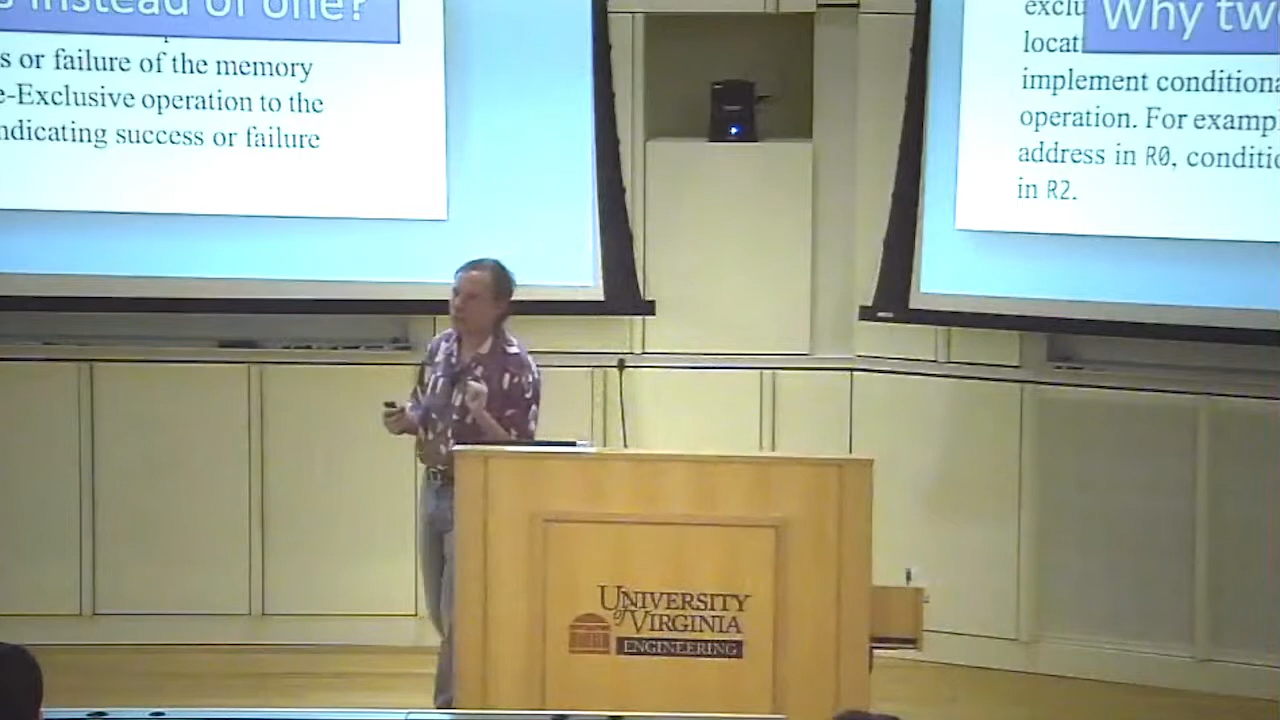 s instead of one?
s or failure of the memory
e-Exclusive operation to the
ndicating success or failure
Why tw
exclu
locat
implement conditiona
operation. For exampl
address in R0, conditio
in R2.
UNIVERSITY
of VIRGINIA
ENGINEERING